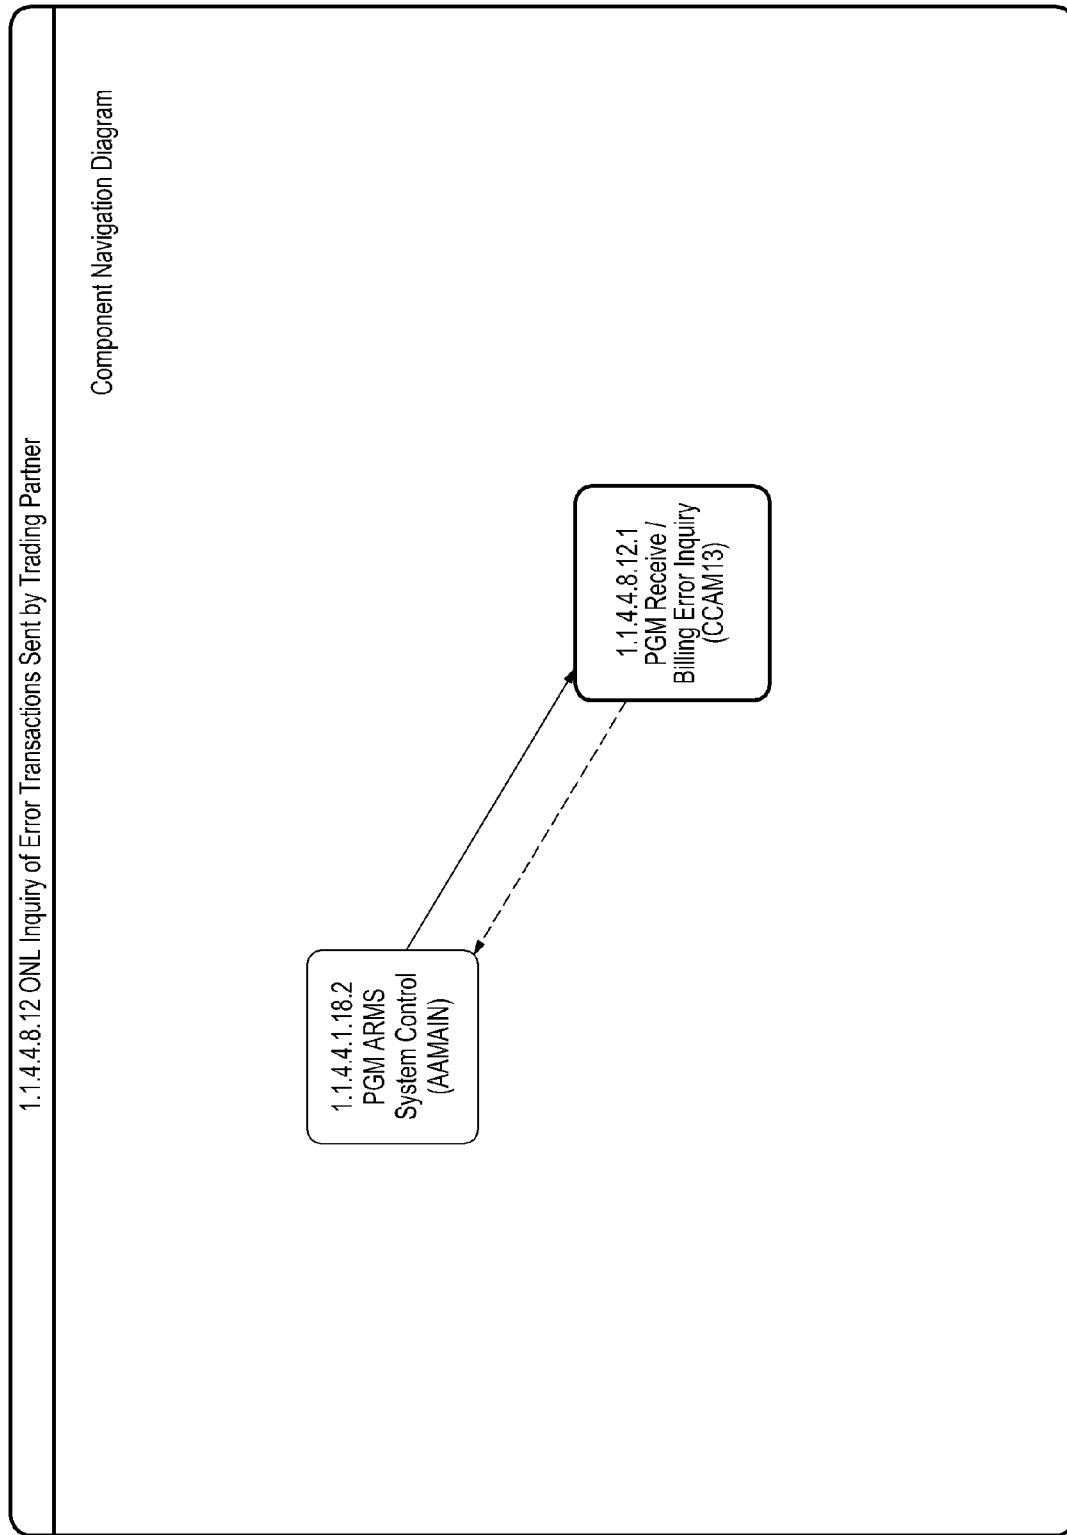 1.1.4.4.8.12 ONL Inquiry of Error Transactions Sent by Trading Partner
Component Navigation Diagram
1.1.4.4.1.18.2
PGM ARMS
System Control
(AAMAIN)
1.1.4.4.8.12.1
PGM Receive /
Billing Error Inquiry
(CCAM13)